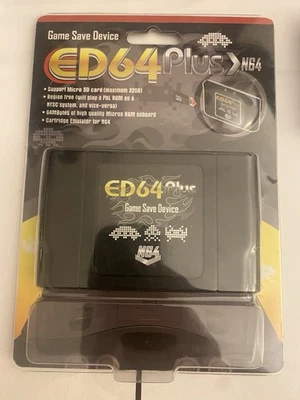 Game Save Device
ED64Plus N64
• Support Micro SD card (maximum 32GB)
• Region free (will play a PAL ROM on a
NTSC system, and vice-versa)
• 64MBytes of high quality Micron RAM onboard
• Cartridge Emulator for N64
ED64Plus
Game Save Device
N64